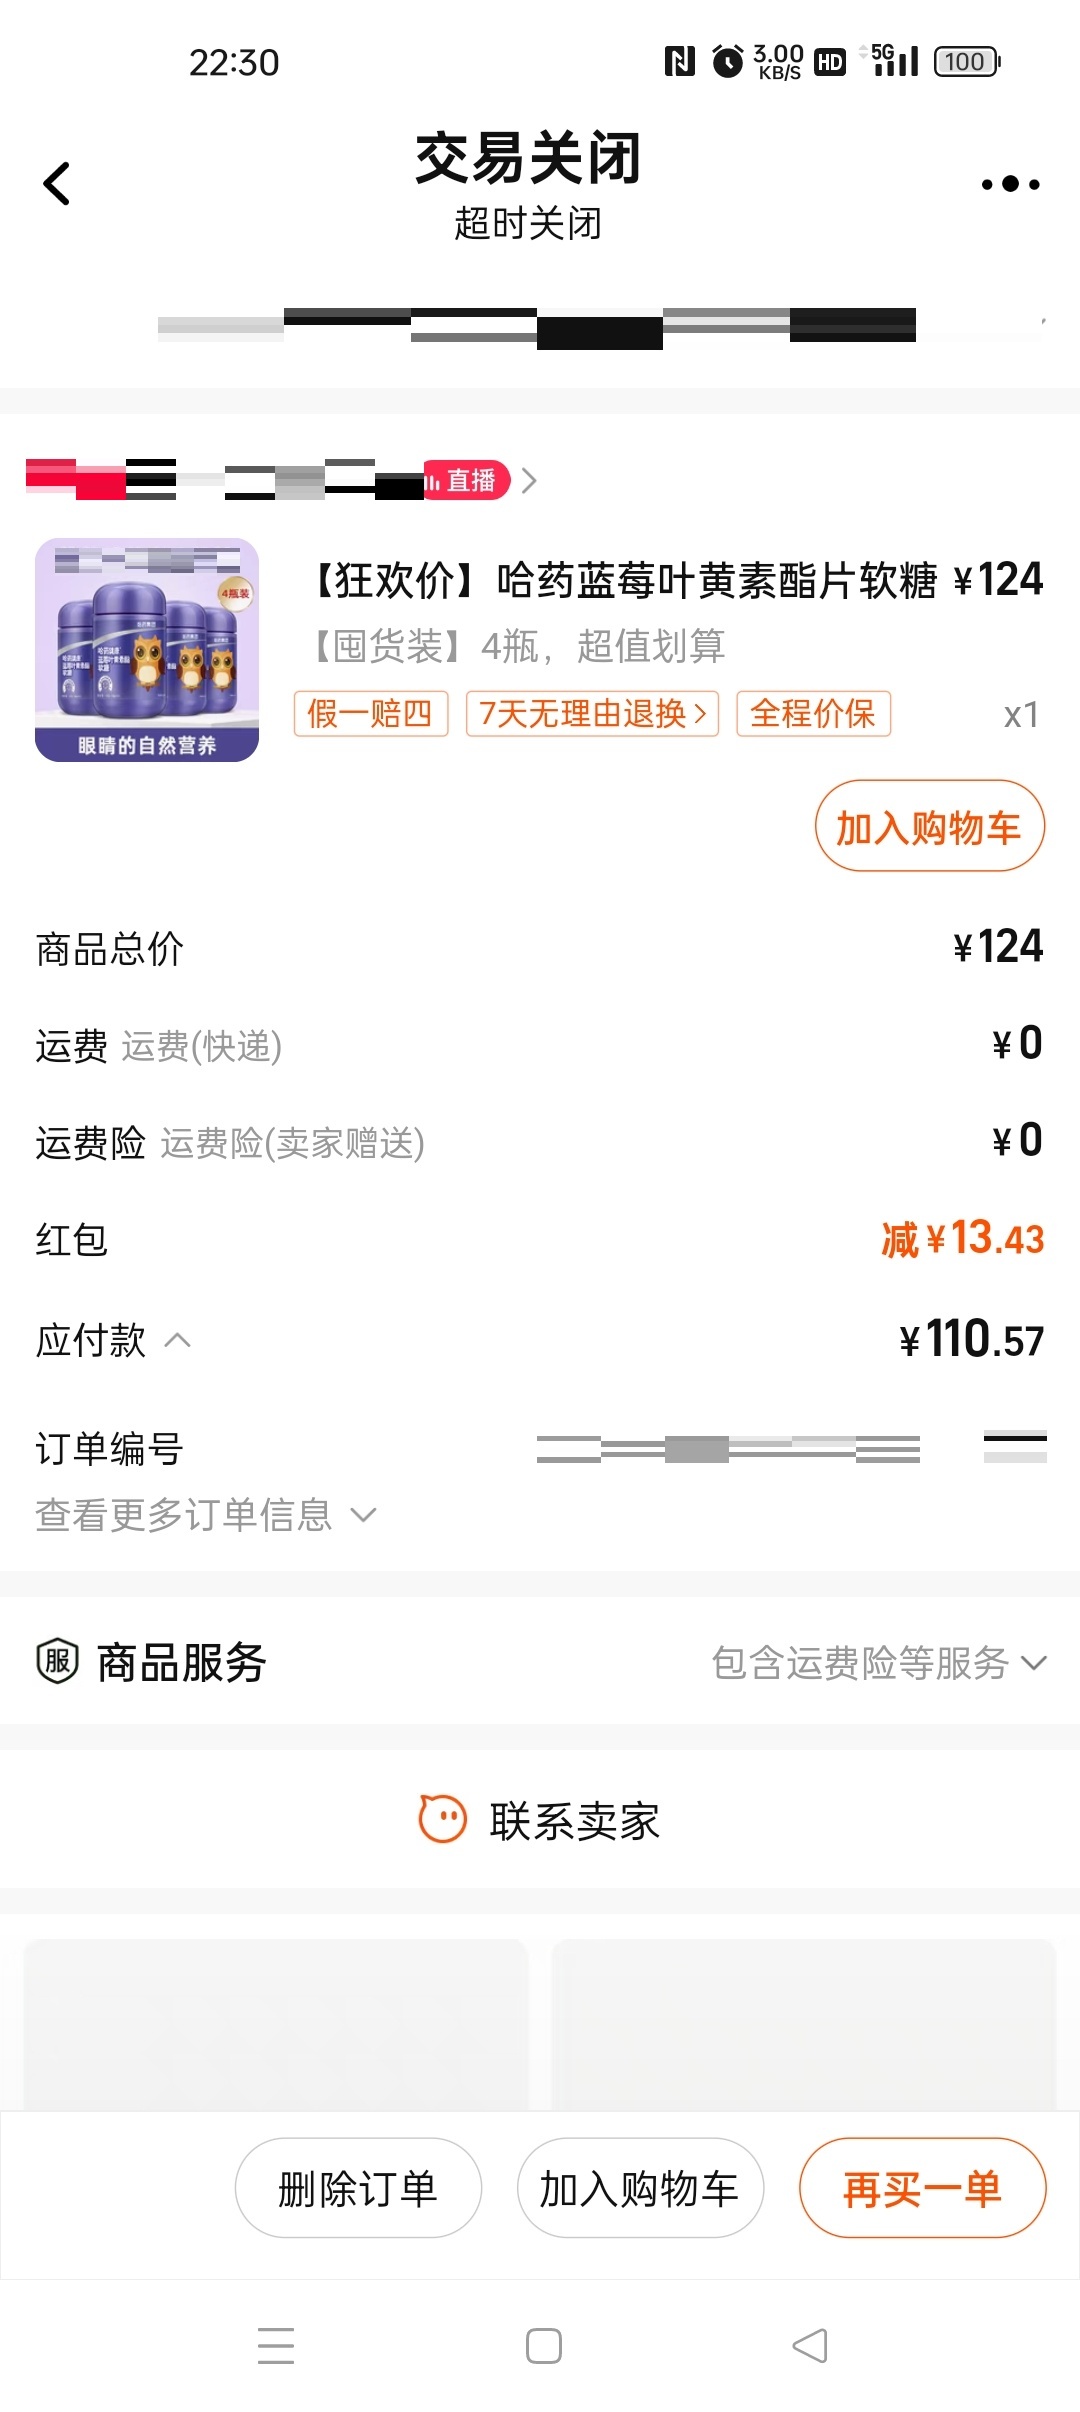 22:30
3.00 KB/S HD 5G 100
交易关闭
超时关闭
直播
【狂欢价】哈药蓝莓叶黄素酯片软糖 ¥124
【囤货装】4瓶，超值划算
假一赔四 7天无理由退换 全程价保 x1
4瓶装
眼睛的自然营养
加入购物车
商品总价 ¥124
运费 运费(快递) ¥0
运费险 运费险(卖家赠送) ¥0
红包 减¥13.43
应付款 ¥110.57
订单编号
查看更多订单信息
服 商品服务 包含运费险等服务
联系卖家
删除订单 加入购物车 再买一单